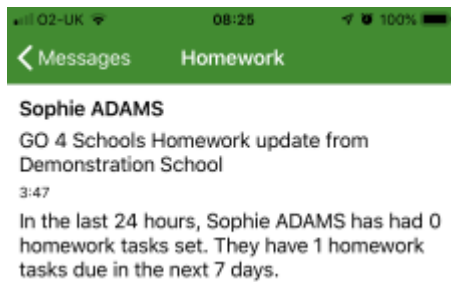 O2-UK 08:25 100%
Messages Homework
Sophie ADAMS
GO 4 Schools Homework update from
Demonstration School
3:47
In the last 24 hours, Sophie ADAMS has had 0
homework tasks set. They have 1 homework
tasks due in the next 7 days.